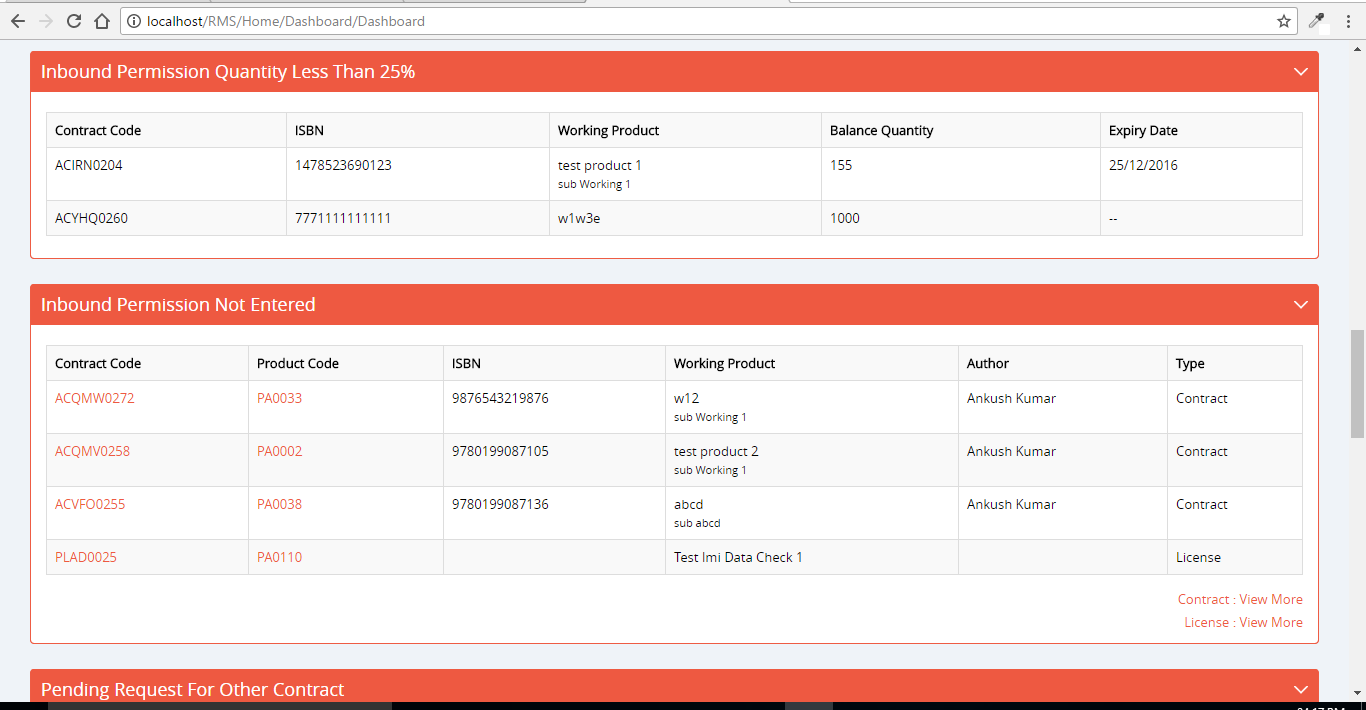 localhost/RMS/Home/Dashboard/Dashboard
Inbound Permission Quantity Less Than 25%
Contract Code ISBN Working Product Balance Quantity Expiry Date
ACIRN0204 1478523690123 test product 1 155 25/12/2016
sub Working 1
ACYHQ0260 7771111111111 w1w3e 1000 --
Inbound Permission Not Entered
Contract Code Product Code ISBN Working Product Author Type
ACQMW0272 PA0033 9876543219876 w12 Ankush Kumar Contract
sub Working 1
ACQMV0258 PA0002 9780199087105 test product 2 Ankush Kumar Contract
sub Working 1
ACVFO0255 PA0038 9780199087136 abcd Ankush Kumar Contract
sub abcd
PLAD0025 PA0110 Test Imi Data Check 1 License
Contract : View More
License : View More
Pending Request For Other Contract